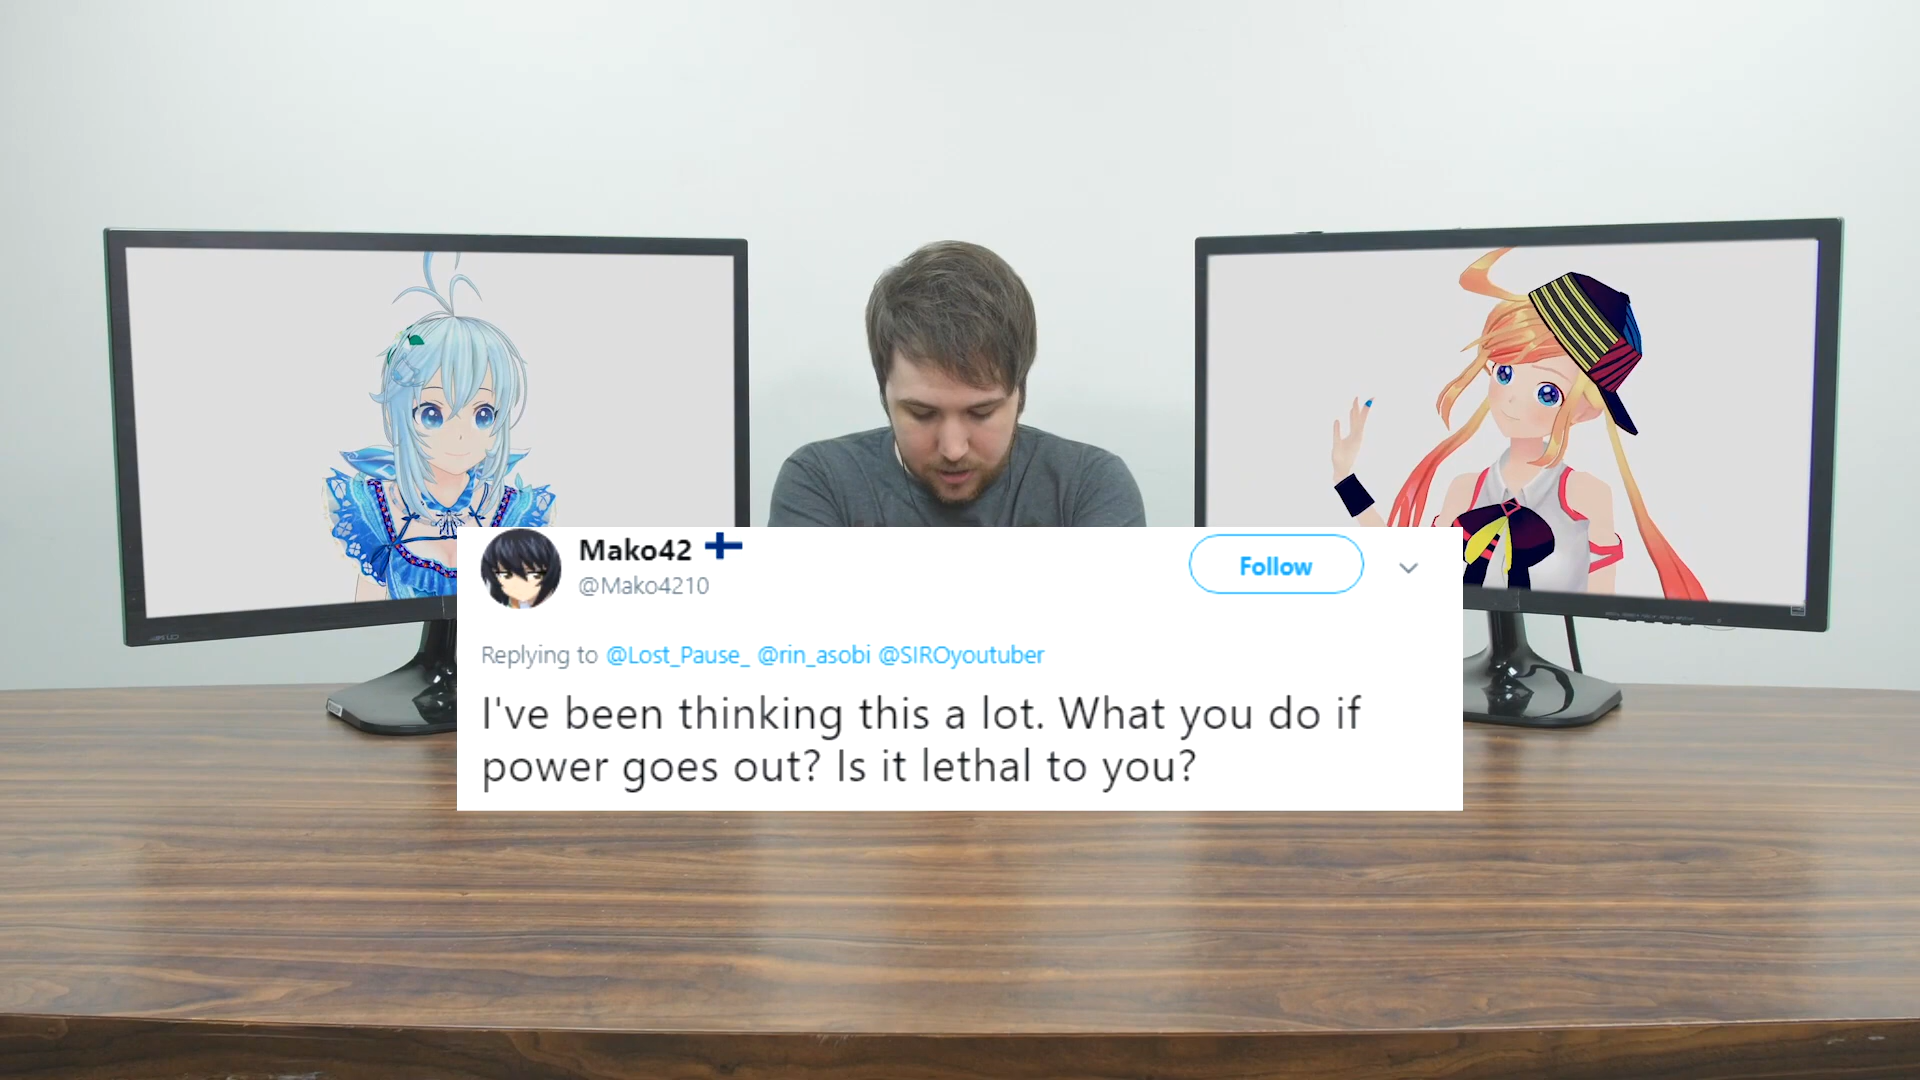 Mako42
@Mako4210
Follow
Replying to @Lost_Pause_ @rin_asobi @SIROyoutuber
I've been thinking this a lot. What you do if
power goes out? Is it lethal to you?